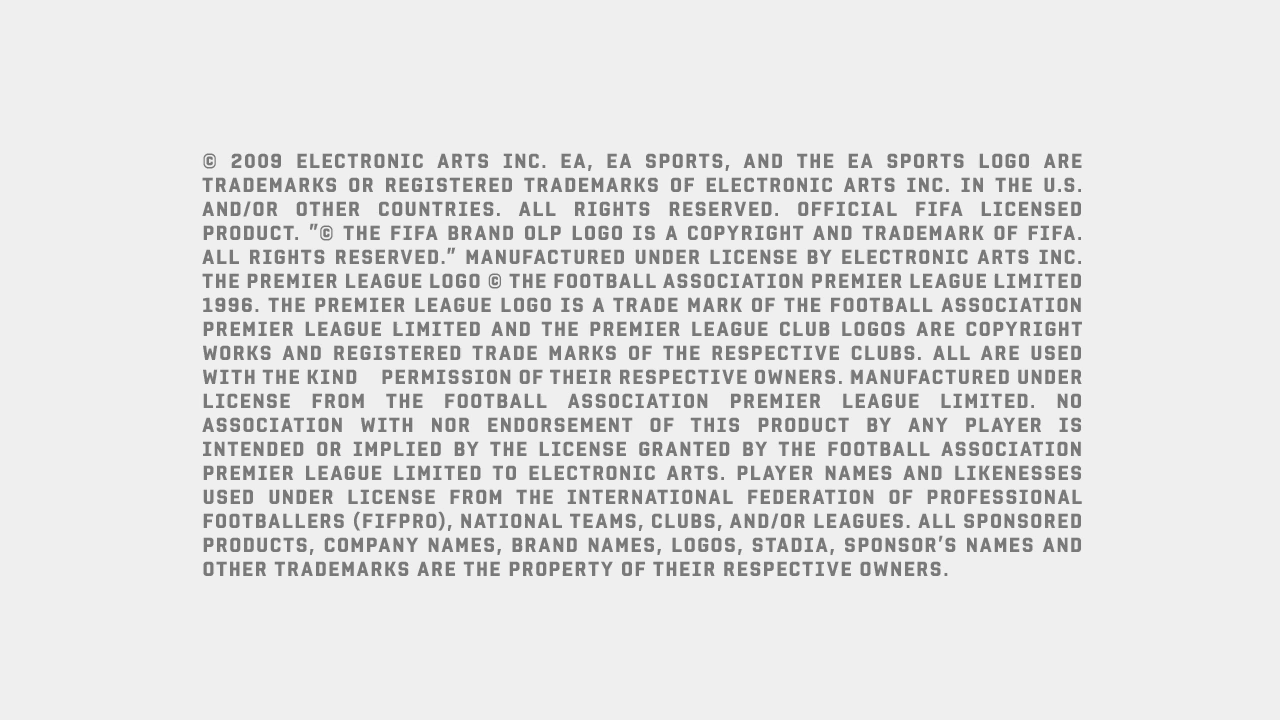 © 2009 ELECTRONIC ARTS INC. EA, EA SPORTS, AND THE EA SPORTS LOGO ARE
TRADEMARKS OR REGISTERED TRADEMARKS OF ELECTRONIC ARTS INC. IN THE U.S.
AND/OR OTHER COUNTRIES. ALL RIGHTS RESERVED. OFFICIAL FIFA LICENSED
PRODUCT. "© THE FIFA BRAND OLP LOGO IS A COPYRIGHT AND TRADEMARK OF FIFA.
ALL RIGHTS RESERVED." MANUFACTURED UNDER LICENSE BY ELECTRONIC ARTS INC.
THE PREMIER LEAGUE LOGO © THE FOOTBALL ASSOCIATION PREMIER LEAGUE LIMITED
1996. THE PREMIER LEAGUE LOGO IS A TRADE MARK OF THE FOOTBALL ASSOCIATION
PREMIER LEAGUE LIMITED AND THE PREMIER LEAGUE CLUB LOGOS ARE COPYRIGHT
WORKS AND REGISTERED TRADE MARKS OF THE RESPECTIVE CLUBS. ALL ARE USED
WITH THE KIND PERMISSION OF THEIR RESPECTIVE OWNERS. MANUFACTURED UNDER
LICENSE FROM THE FOOTBALL ASSOCIATION PREMIER LEAGUE LIMITED. NO
ASSOCIATION WITH NOR ENDORSEMENT OF THIS PRODUCT BY ANY PLAYER IS
INTENDED OR IMPLIED BY THE LICENSE GRANTED BY THE FOOTBALL ASSOCIATION
PREMIER LEAGUE LIMITED TO ELECTRONIC ARTS. PLAYER NAMES AND LIKENESSES
USED UNDER LICENSE FROM THE INTERNATIONAL FEDERATION OF PROFESSIONAL
FOOTBALLERS (FIFPRO), NATIONAL TEAMS, CLUBS, AND/OR LEAGUES. ALL SPONSORED
PRODUCTS, COMPANY NAMES, BRAND NAMES, LOGOS, STADIA, SPONSOR'S NAMES AND
OTHER TRADEMARKS ARE THE PROPERTY OF THEIR RESPECTIVE OWNERS.